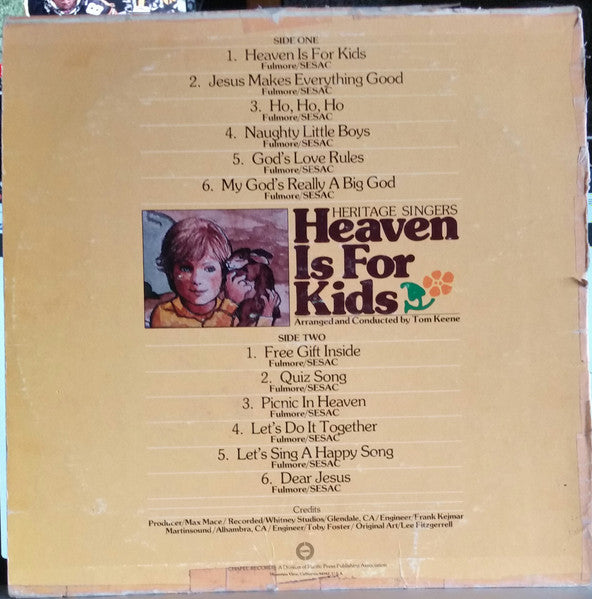 SIDE ONE
1. Heaven Is For Kids
Fulmore/SESAC
2. Jesus Makes Everything Good
Fulmore/SESAC
3. Ho, Ho, Ho
Fulmore/SESAC
4. Naughty Little Boys
Fulmore/SESAC
5. God's Love Rules
Fulmore/SESAC
6. My God's Really A Big God
Fulmore/SESAC
HERITAGE SINGERS
Heaven
Is For
Kids
Arranged and Conducted by Tom Keene
SIDE TWO
1. Free Gift Inside
Fulmore/SESAC
2. Quiz Song
Fulmore/SESAC
3. Picnic In Heaven
Fulmore/SESAC
4. Let's Do It Together
Fulmore/SESAC
5. Let's Sing A Happy Song
Fulmore/SESAC
6. Dear Jesus
Fulmore/SESAC
Credits
Producer/Max Mace/Recorded/Whitney Studios/Glendale, CA/Engineer/Frank Kejmar
Martinsound/Alhambra, CA/Engineer/Toby Foster/Original Art/Lee Fitzgerrell
CHAPEL RECORDS, A Division of Pacific Press Publishing Association
Mountain View, California 94042 U.S.A.